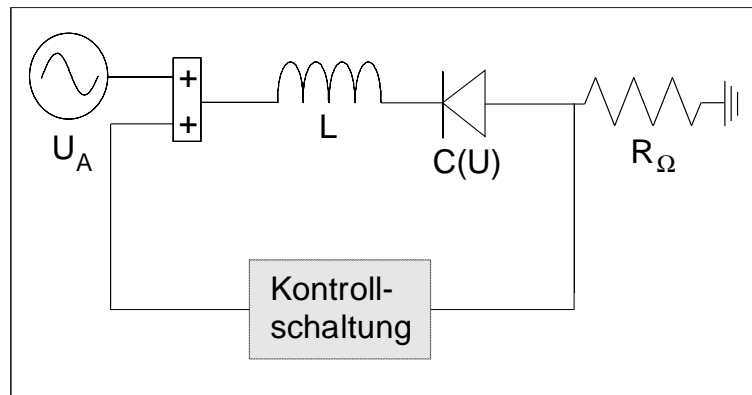 +
+
U_A
L
C(U)
R_Ω
Kontroll-
schaltung